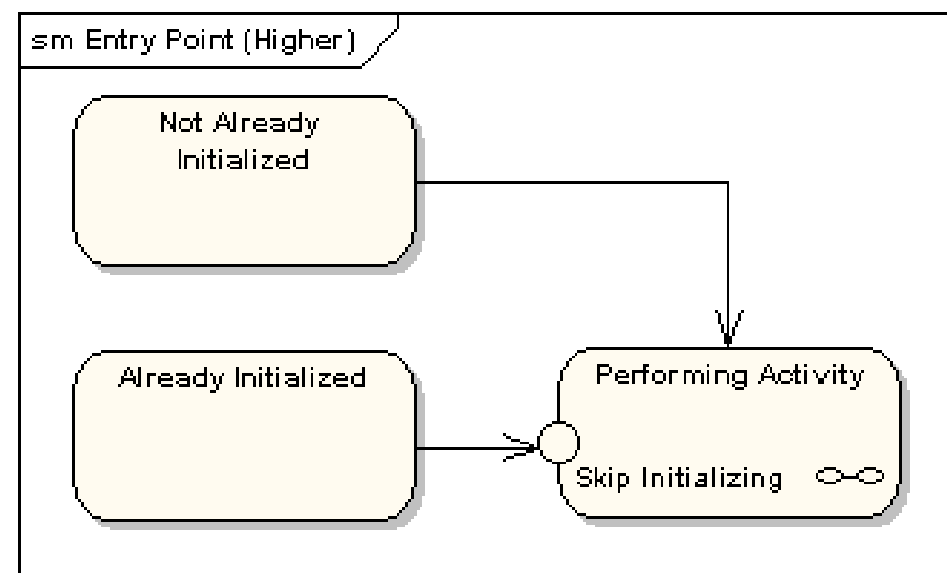 sm Entry Point (Higher)
Not Already
Initialized
Already Initialized
Performing Activity
Skip Initializing